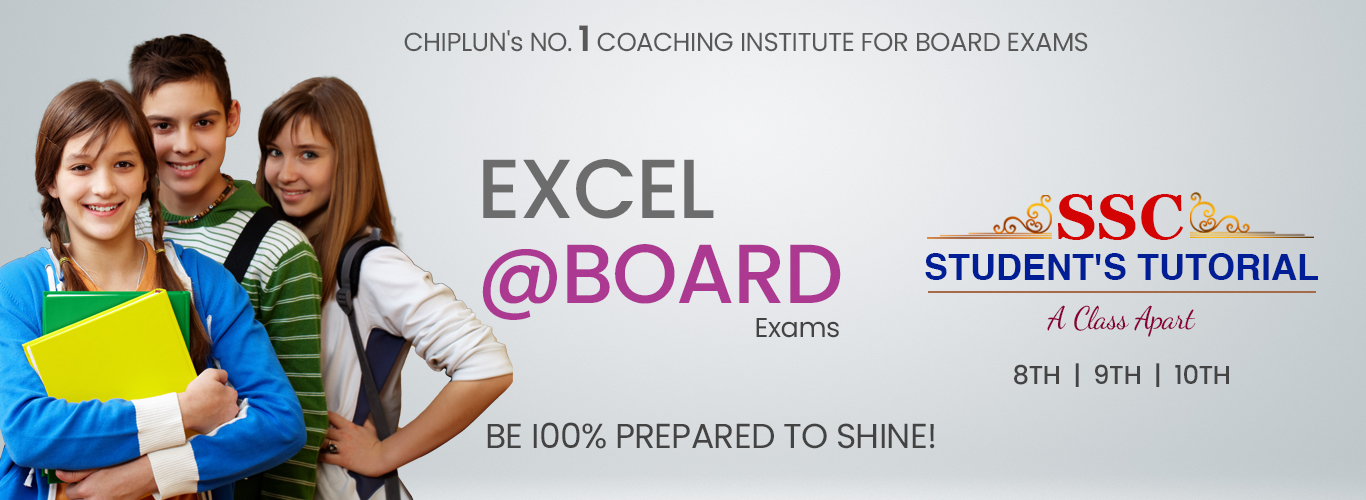 CHIPLUN's NO. 1 COACHING INSTITUTE FOR BOARD EXAMS
EXCEL
@BOARD
Exams
BE 100% PREPARED TO SHINE!
SSC
STUDENT'S TUTORIAL
A Class Apart
8TH | 9TH | 10TH